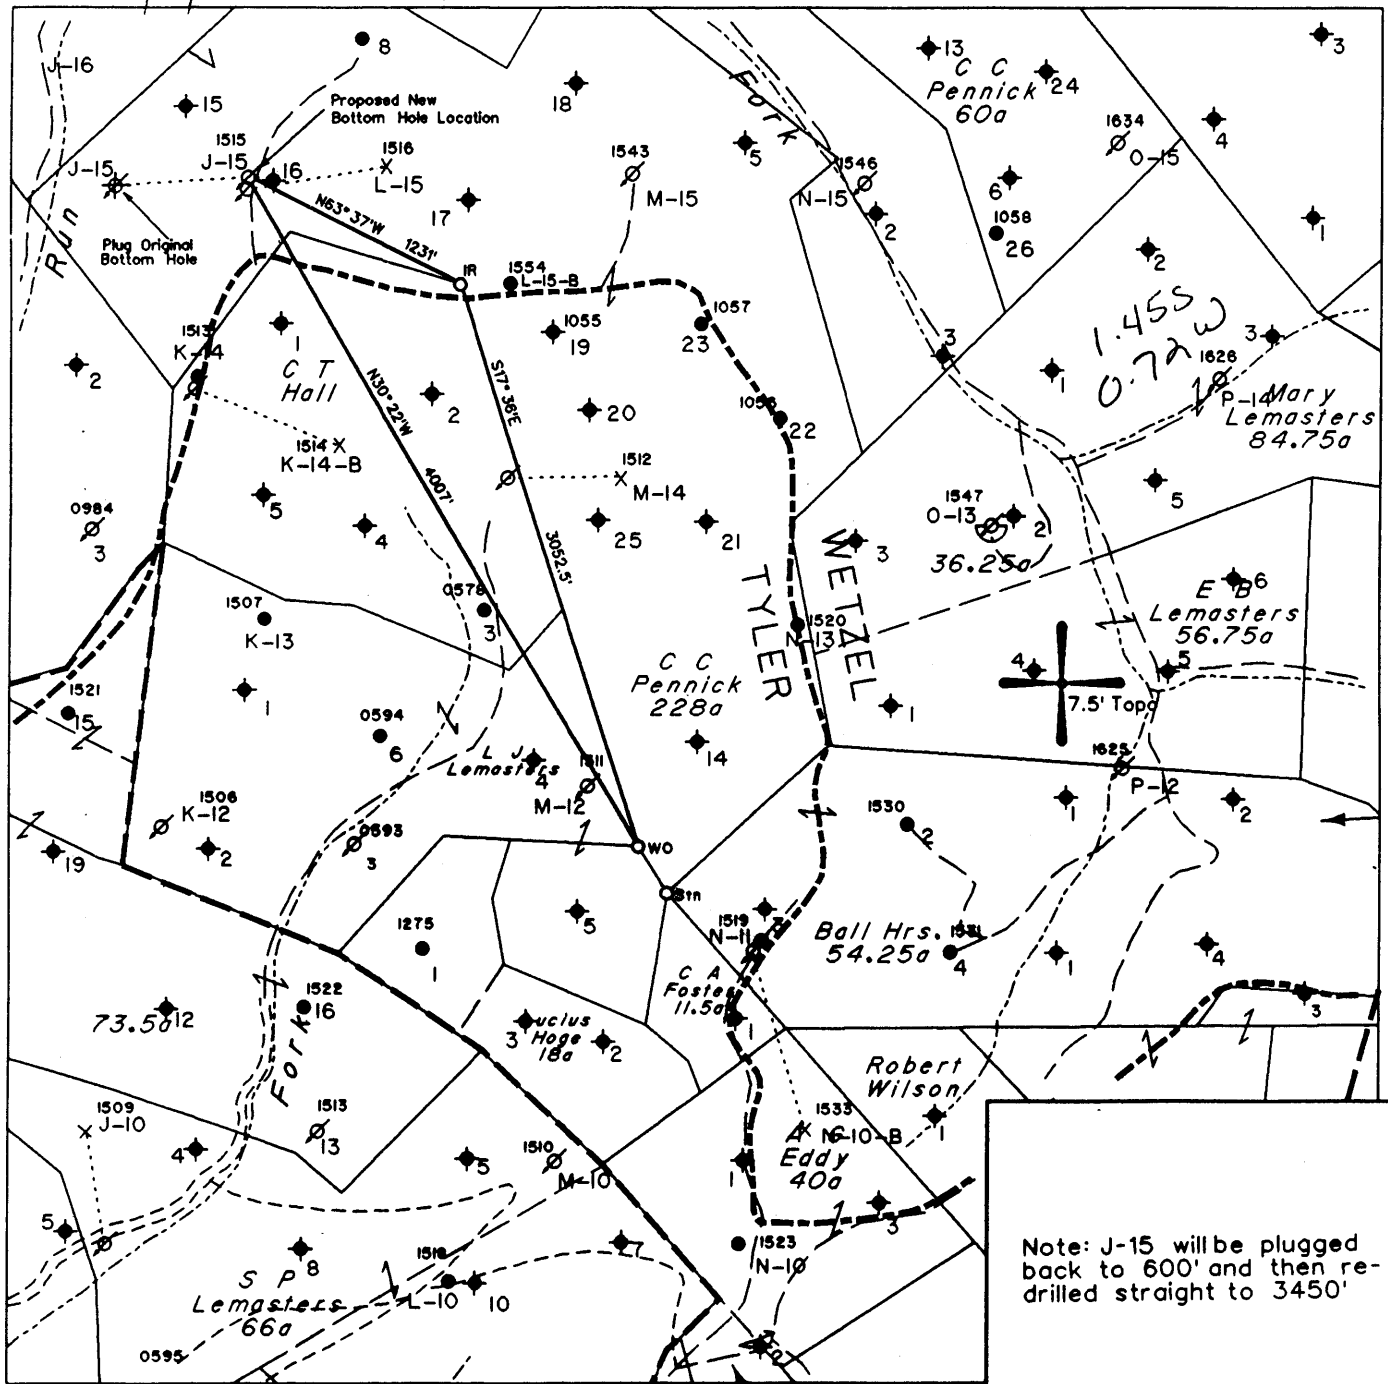 J-16
8
15
18
13
C C
Pennick
60a
24
3
4
Proposed New
Bottom Hole Location
1515
J-15
J-15
16
1516
L-15
1543
M-15
5
Fork
1546
N-15
1634
O-15
6
1058
26
17
2
1
2
Run
Plug Original
Bottom Hole
N63°37'W
1231'
IR
1554
L-15-B
1055
19
1057
23
3
1.455
0.72 W
3
1626
P-14
Mary
Lemasters
84.75a
1513
K-14
1
2
C T
Hall
2
N30°22'W
4007'
S17°36'E
3052.5'
20
22
1
1514
K-14-B
1512
M-14
5
5
4
25
21
0984
3
1547
O-13
2
36.25a
3
WETZEL
TYLER
6
E B
Lemasters
56.75a
1507
K-13
0578
3
1520
N-13
C C
Pennick
228a
4
5
7.5' Topo
1521
15
1
0594
6
L J
Lemasters
4
1511
M-12
14
1
1625
P-12
1506
K-12
2
0593
3
19
WO
Stn
1530
2
1
2
1275
1
5
1519
N-11
Ball Hrs.
54.25a
1531
4
1
4
3
C A
Foster
11.5a
1
73.5a
12
1522
16
Fork
3
ucius
Hoge
18a
2
Robert
Wilson
1
1509
J-10
1513
13
4
5
1510
M-10
1533
N-10-B
A G
Eddy
40a
1
3
5
8
7
1523
N-10
S P
Lemasters
66a
L-10
10
0595
2
Note: J-15 will be plugged
back to 600' and then re-
drilled straight to 3450'